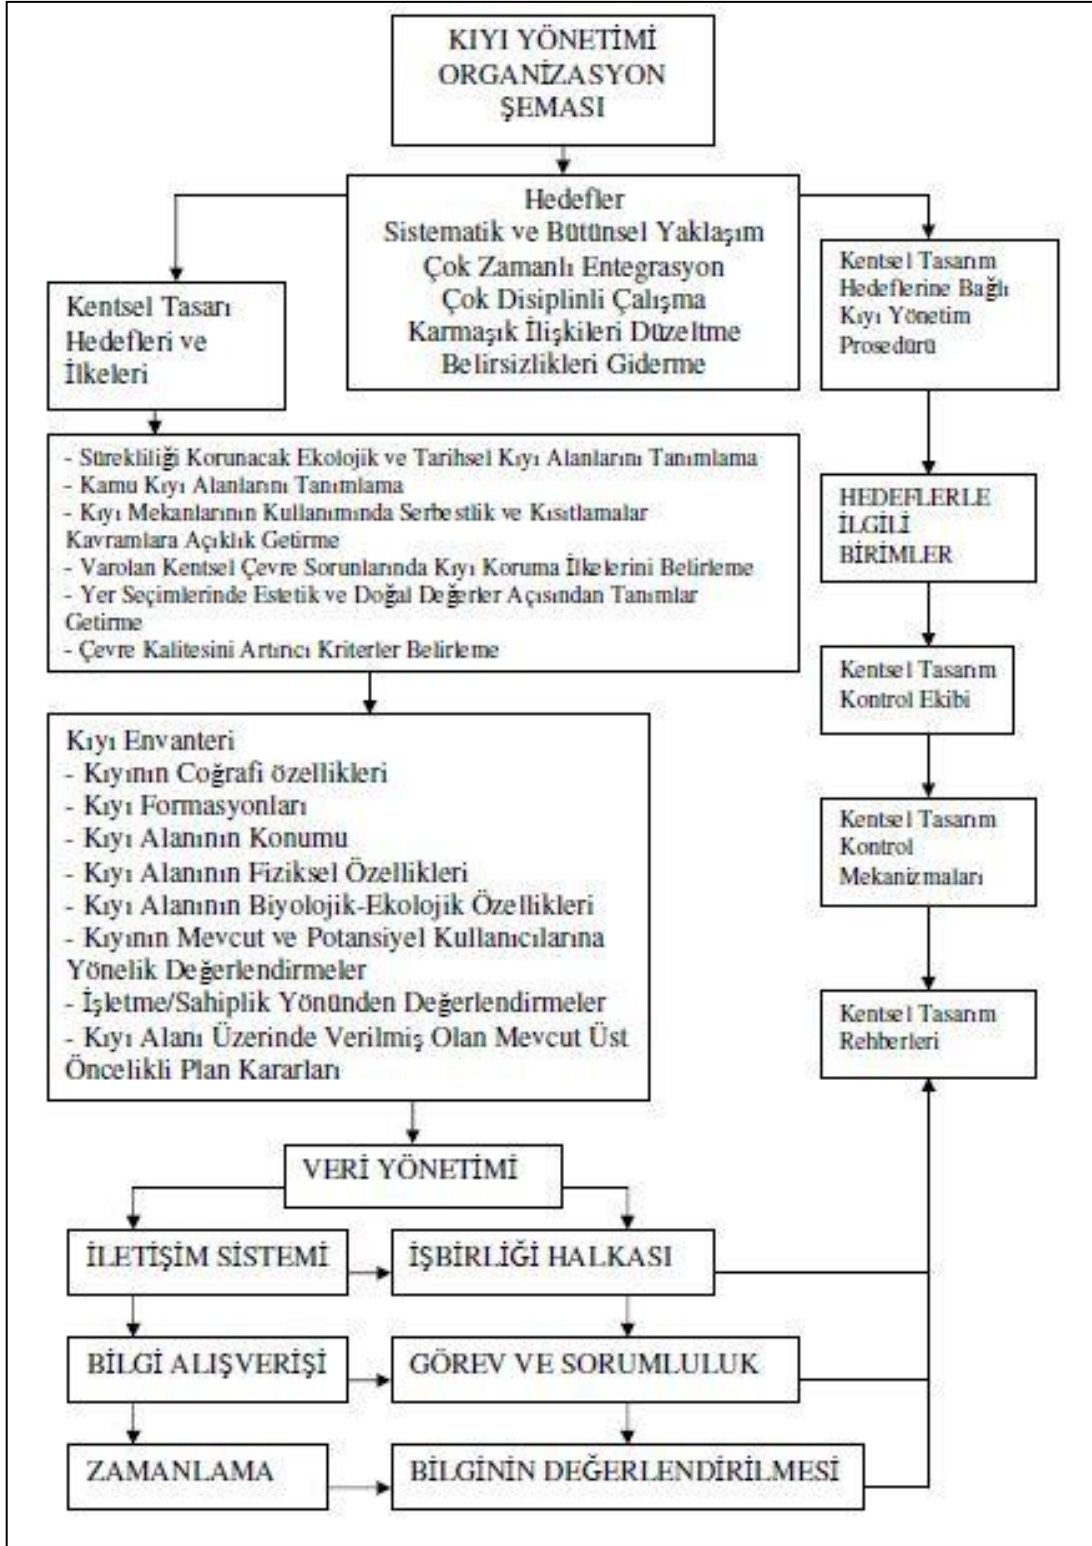 KIYI YÖNETİMİ
ORGANİZASYON
ŞEMASI
Hedefler
Sistematik ve Bütünsel Yaklaşım
Çok Zamanlı Entegrasyon
Çok Disiplinli Çalışma
Karmaşık İlişkileri Düzeltme
Belirsizlikleri Giderme
Kentsel Tasarı
Hedefleri ve
İlkeleri
- Sürekliliği Korunacak Ekolojik ve Tarihsel Kıyı Alanlarını Tanımlama
- Kamu Kıyı Alanlarını Tanımlama
- Kıyı Mekanlarının Kullanımında Serbestlik ve Kısıtlamalar
Kavramlara Açıklık Getirme
- Varolan Kentsel Çevre Sorunlarında Kıyı Koruma İlkelerini Belirleme
- Yer Seçimlerinde Estetik ve Doğal Değerler Açısından Tanımlar
Getirme
- Çevre Kalitesini Artırıcı Kriterler Belirleme
Kıyı Envanteri
- Kıyının Coğrafi özellikleri
- Kıyı Formasyonları
- Kıyı Alanının Konumu
- Kıyı Alanının Fiziksel Özellikleri
- Kıyı Alanının Biyolojik-Ekolojik Özellikleri
- Kıyının Mevcut ve Potansiyel Kullanıcılarına
Yönelik Değerlendirmeler
- İşletme/Sahiplik Yönünden Değerlendirmeler
- Kıyı Alanı Üzerinde Verilmiş Olan Mevcut Üst
Öncelikli Plan Kararları
Kentsel Tasarım
Hedeflerine Bağlı
Kıyı Yönetim
Prosedürü
HEDEFLERLE
İLGİLİ
BİRİMLER
Kentsel Tasarım
Kontrol Ekibi
Kentsel Tasarım
Kontrol
Mekanizmaları
Kentsel Tasarım
Rehberleri
VERİ YÖNETİMİ
İLETİŞİM SİSTEMİ
İŞBİRLİĞİ HALKASI
BİLGİ ALIŞVERİŞİ
GÖREV VE SORUMLULUK
ZAMANLAMA
BİLGİNİN DEĞERLENDİRİLMESİ